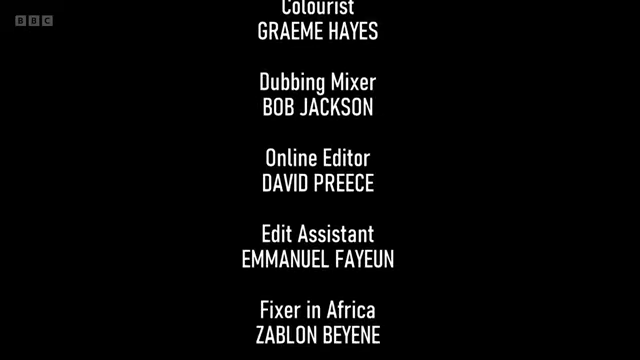 BBC
Colourist
GRAEME HAYES
Dubbing Mixer
BOB JACKSON
Online Editor
DAVID PREECE
Edit Assistant
EMMANUEL FAYEUN
Fixer in Africa
ZABLON BEYENE